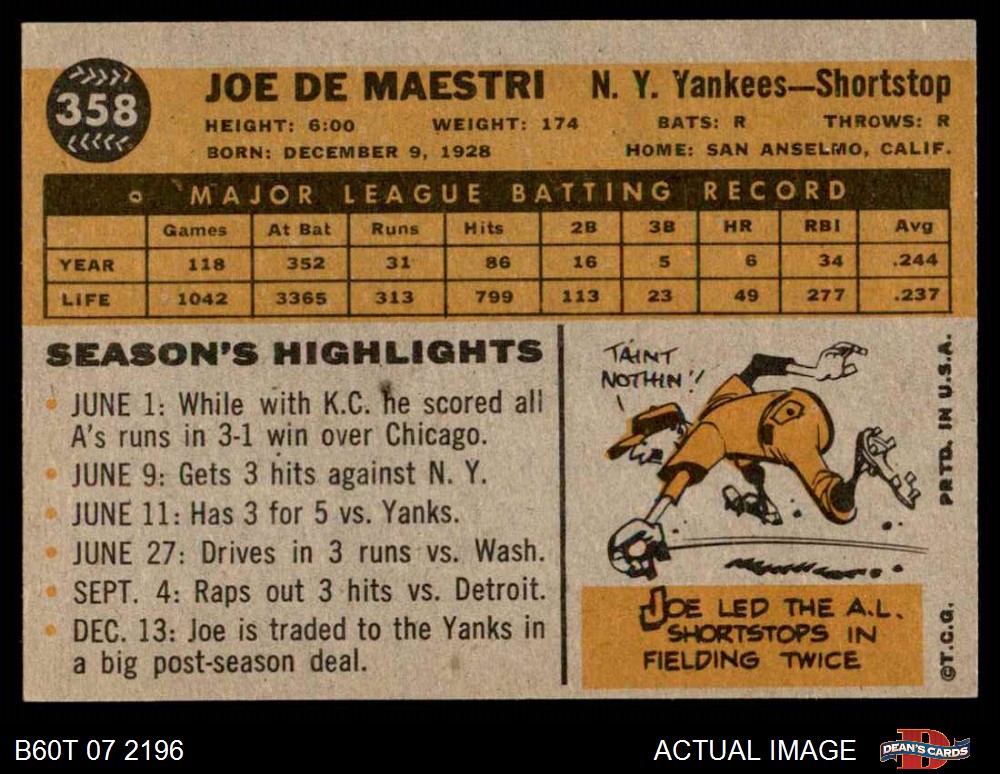 358
JOE DE MAESTRI N. Y. Yankees—Shortstop
HEIGHT: 6:00 WEIGHT: 174 BATS: R THROWS: R
BORN: DECEMBER 9, 1928 HOME: SAN ANSELMO, CALIF.
MAJOR LEAGUE BATTING RECORD
Games At Bat Runs Hits 2B 3B HR RBI Avg
YEAR 118 352 31 86 16 5 6 34 .244
LIFE 1042 3365 313 799 113 23 49 277 .237
SEASON'S HIGHLIGHTS
• JUNE 1: While with K.C. he scored all
A's runs in 3-1 win over Chicago.
• JUNE 9: Gets 3 hits against N. Y.
• JUNE 11: Has 3 for 5 vs. Yanks.
• JUNE 27: Drives in 3 runs vs. Wash.
• SEPT. 4: Raps out 3 hits vs. Detroit.
• DEC. 13: Joe is traded to the Yanks in
a big post-season deal.
TAINT
NOTHIN'!
JOE LED THE A.L.
SHORTSTOPS IN
FIELDING TWICE
©T.C.G. PRTD. IN U.S.A.
B60T 07 2196 ACTUAL IMAGE DEAN'S CARDS